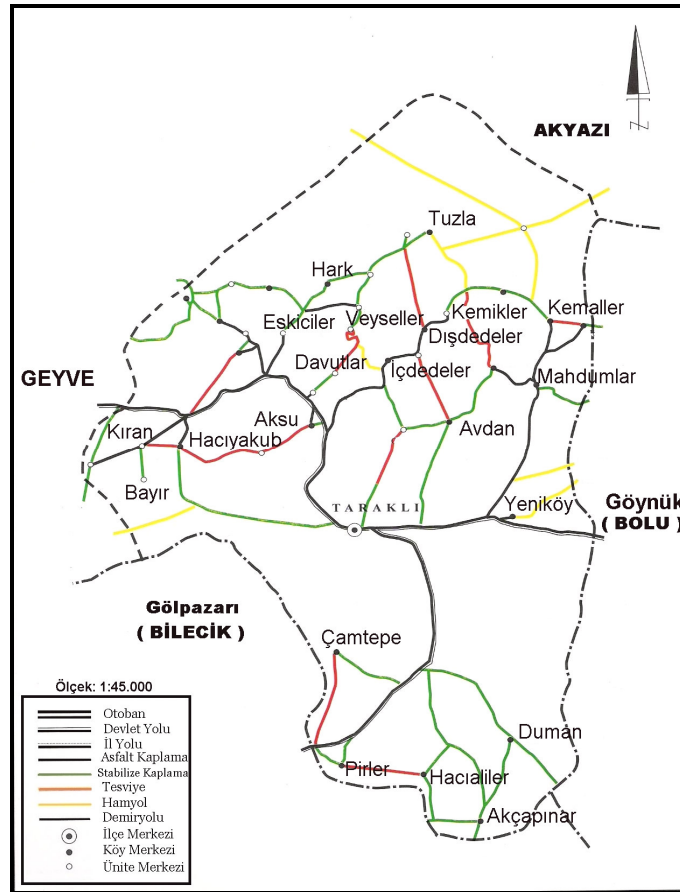 AKYAZI
N
Tuzla
Hark
Kemikler
Kemaller
Eskiciler
Veyseller
Dışdedeler
GEYVE
Davutlar
İçdedeler
Mahdumlar
Kıran
Aksu
Hacıyakub
Avdan
Bayır
TARAKLI
Yeniköy
Göynük
( BOLU )
Gölpazarı
( BİLECİK )
Çamtepe
Ölçek: 1:45.000
Otoban
Devlet Yolu
İl Yolu
Asfalt Kaplama
Stabilize Kaplama
Tesviye
Hamyol
Demiryolu
İlçe Merkezi
Köy Merkezi
Ünite Merkezi
Duman
Pirler
Hacıaliler
Akçapınar